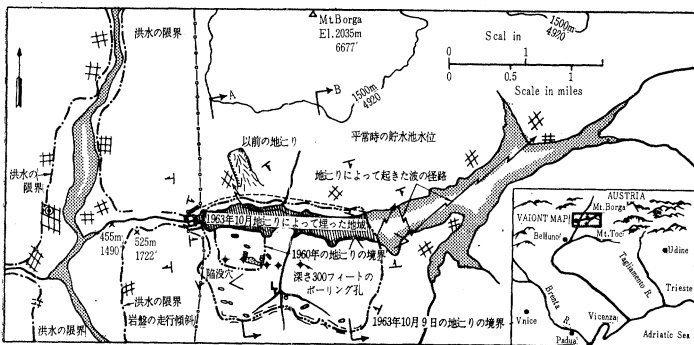 洪水の限界
Mt.Borga
El.2035m
6677′
1500m
4920
Scal in
0
1
0
0.5
1
Scale in miles
A
B
1500m
4920
以前の地辷り
平常時の貯水池水位
地辷りによって起きた波の径路
洪水の
限界
1963年10月地辷りによって埋った地域
455m
1490′
525m
1722′
1960年の地辷りの境界
陥没穴
深さ300フィートの
ボーリング孔
洪水の限界
岩盤の走行傾斜
洪水の限界
1963年10月9日の地辷りの境界
AUSTRIA
Mt.Borga
VAIONT MAP
Mt.Toc
Belluno
Udine
Tagliamento R.
Brenta
R.
Trieste
Vicenza
Vnice
Padua
Adriatic Sea